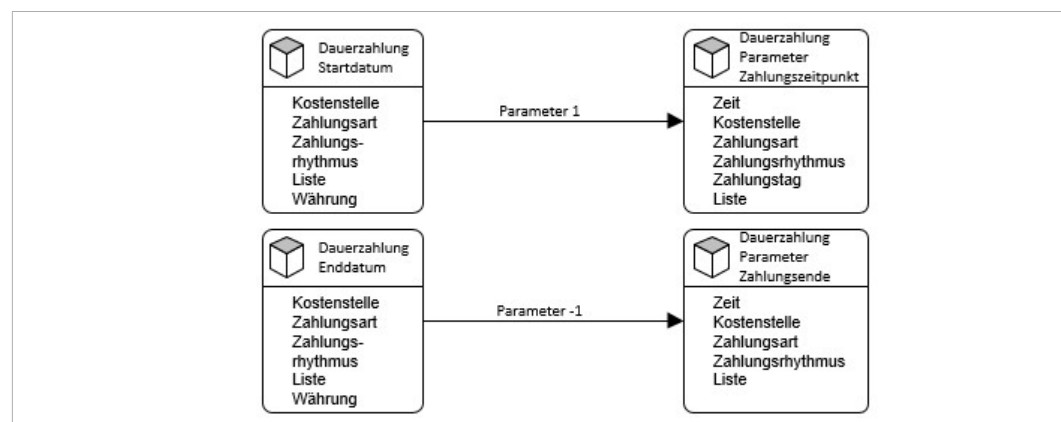 Dauerzahlung
Startdatum
Kostenstelle
Zahlungsart
Zahlungs-
rhythmus
Liste
Währung
Parameter 1
Dauerzahlung
Parameter
Zahlungszeitpunkt
Zeit
Kostenstelle
Zahlungsart
Zahlungsrhythmus
Zahlungstag
Liste
Dauerzahlung
Enddatum
Kostenstelle
Zahlungsart
Zahlungs-
rhythmus
Liste
Währung
Parameter -1
Dauerzahlung
Parameter
Zahlungsende
Zeit
Kostenstelle
Zahlungsart
Zahlungsrhythmus
Liste